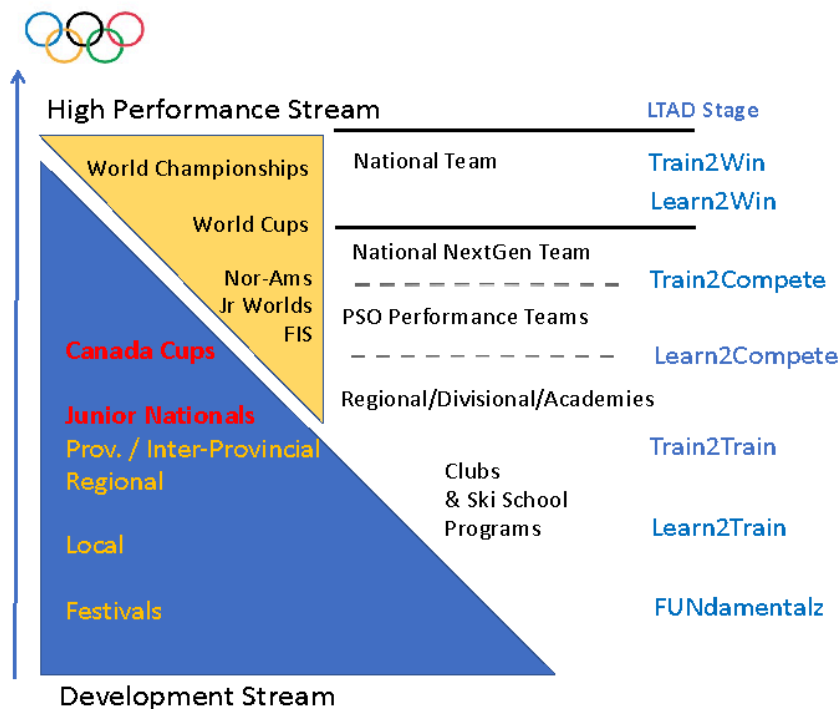 High Performance Stream
LTAD Stage
World Championships
National Team
Train2Win
Learn2Win
World Cups
National NextGen Team
Nor-Ams
Train2Compete
Jr Worlds
PSO Performance Teams
FIS
Canada Cups
Learn2Compete
Regional/Divisional/Academies
Junior Nationals
Prov. / Inter-Provincial
Train2Train
Regional
Clubs
& Ski School
Programs
Learn2Train
Local
Festivals
FUNdamentalz
Development Stream